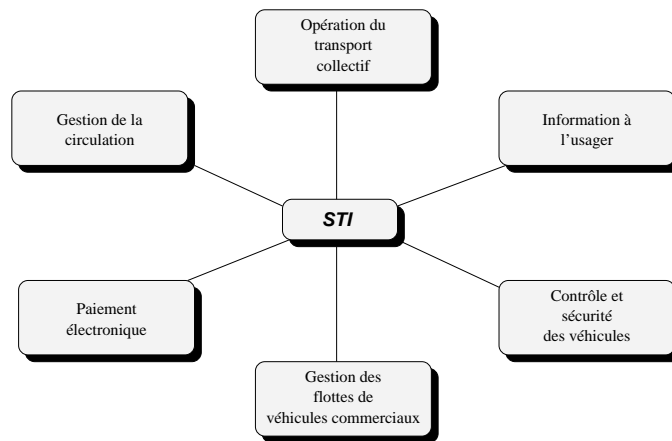 Opération du
transport
collectif
Gestion de la
circulation
Information à
l’usager
STI
Paiement
électronique
Contrôle et
sécurité
des véhicules
Gestion des
flottes de
véhicules commerciaux